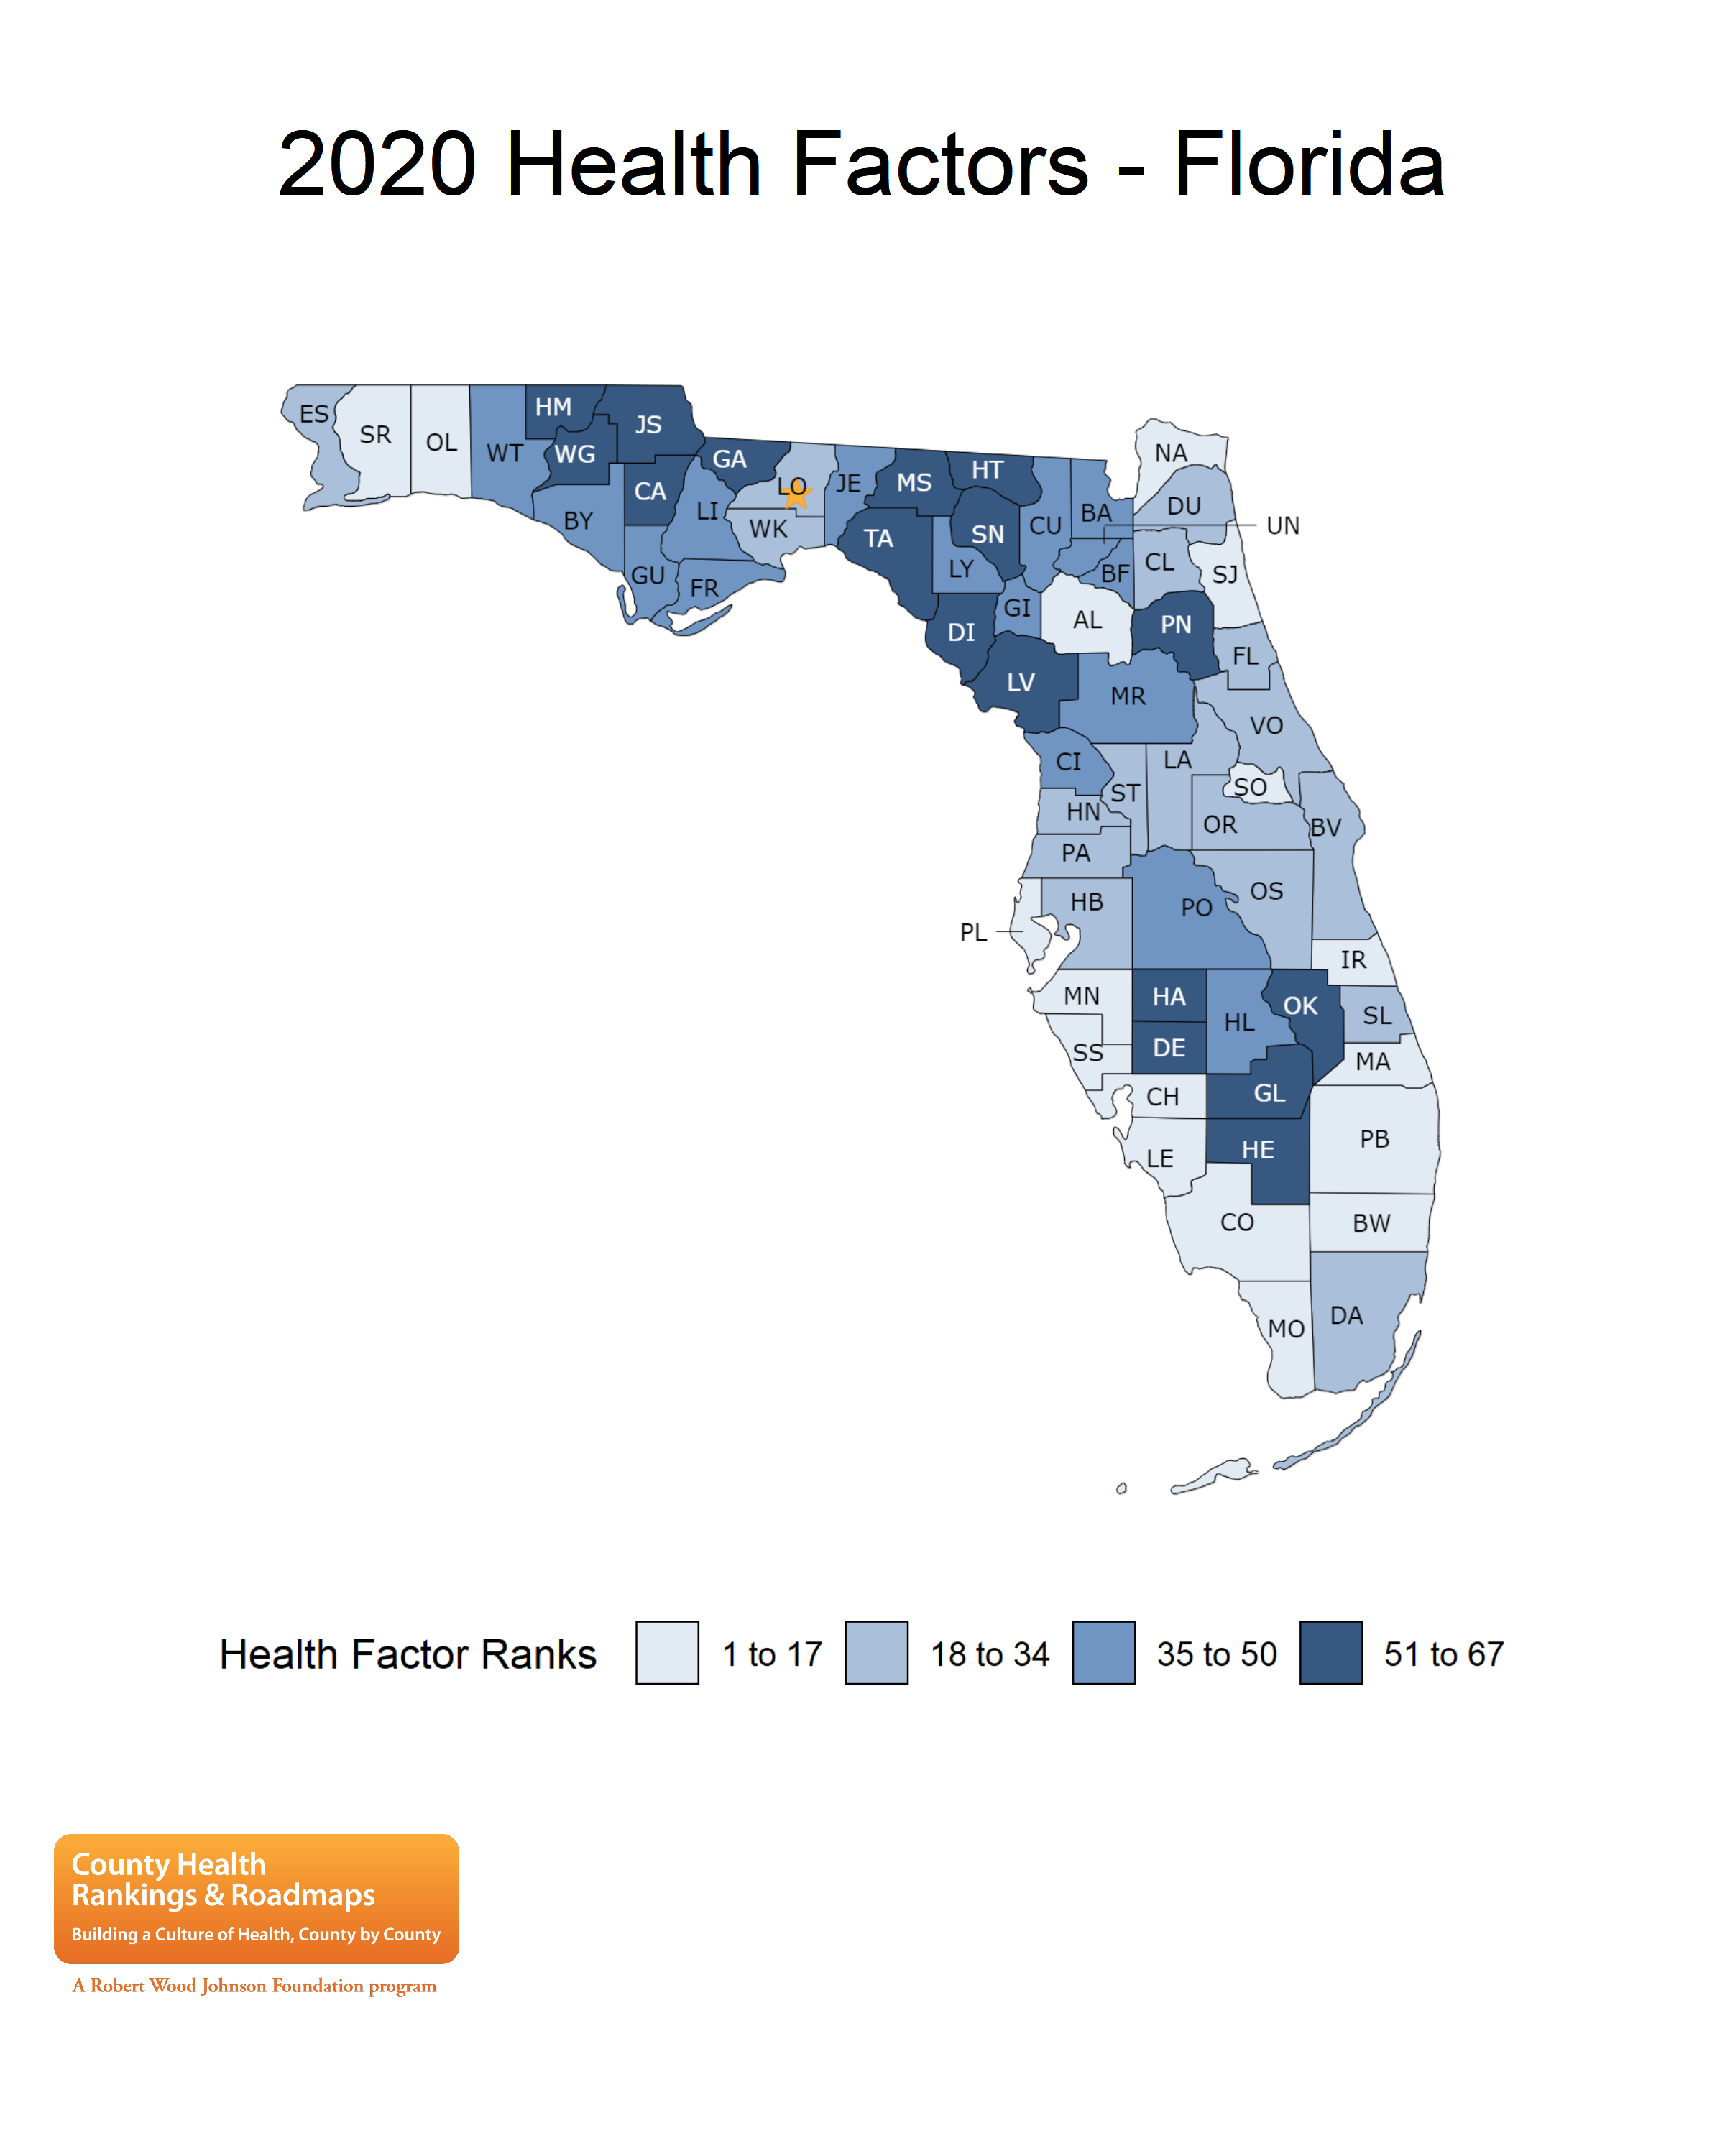 2020 Health Factors - Florida
ES
SR
OL
WT
HM
WG
JS
BY
CA
GA
LI
GU
FR
LO
WK
JE
MS
TA
HT
SN
LY
CU
BA
NA
DU
UN
CL
SJ
BF
GI
AL
DI
PN
FL
LV
MR
VO
CI
ST
LA
SO
HN
OR
BV
PA
HB
PO
OS
PL
IR
MN
HA
HL
OK
SL
SS
DE
MA
CH
GL
LE
HE
PB
CO
BW
DA
MO
Health Factor Ranks 1 to 17 18 to 34 35 to 50 51 to 67
County Health
Rankings & Roadmaps
Building a Culture of Health, County by County
A Robert Wood Johnson Foundation program